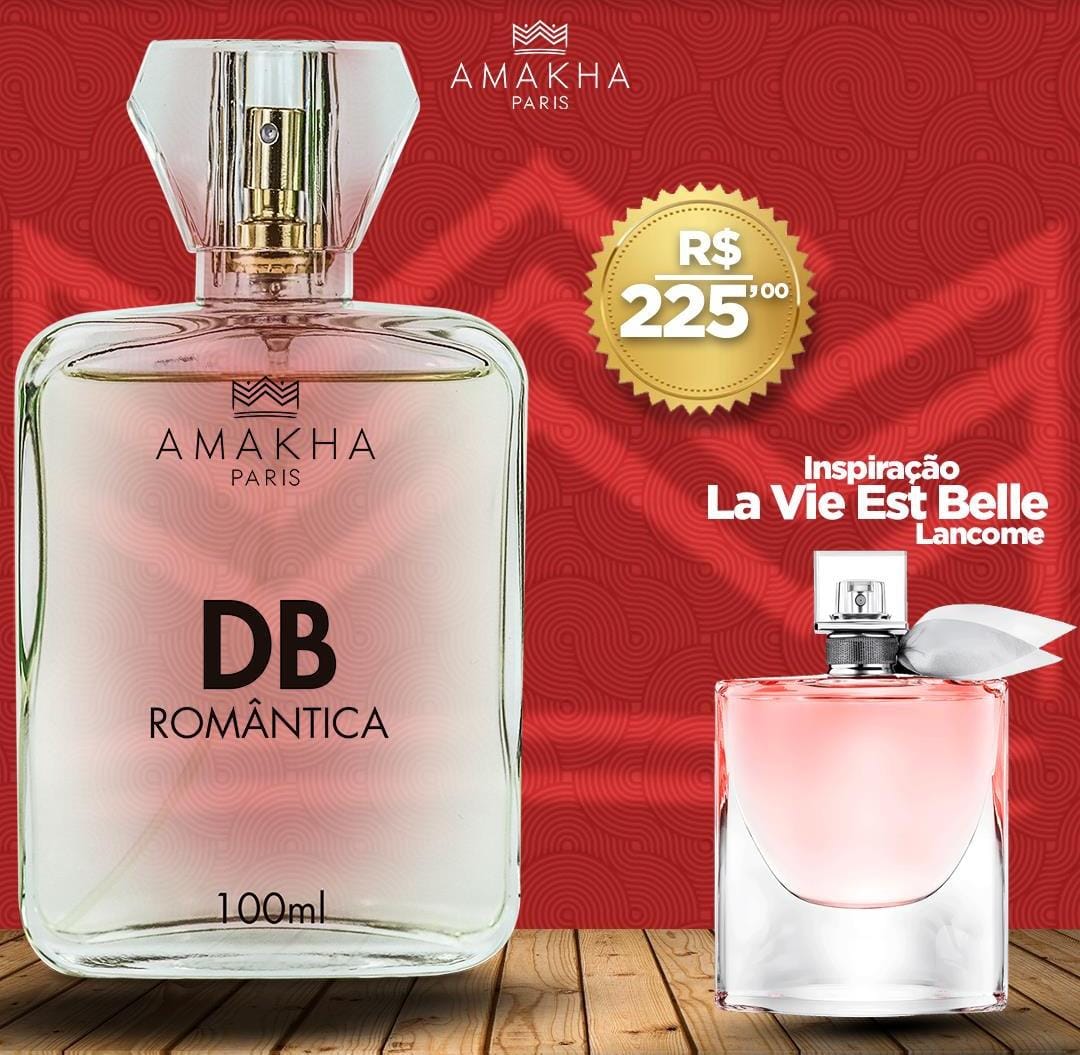 AMAKHA
PARIS
R$
225,00
AMAKHA
PARIS
Inspiração
La Vie Est Belle
Lancome
DB
ROMÂNTICA
100ml